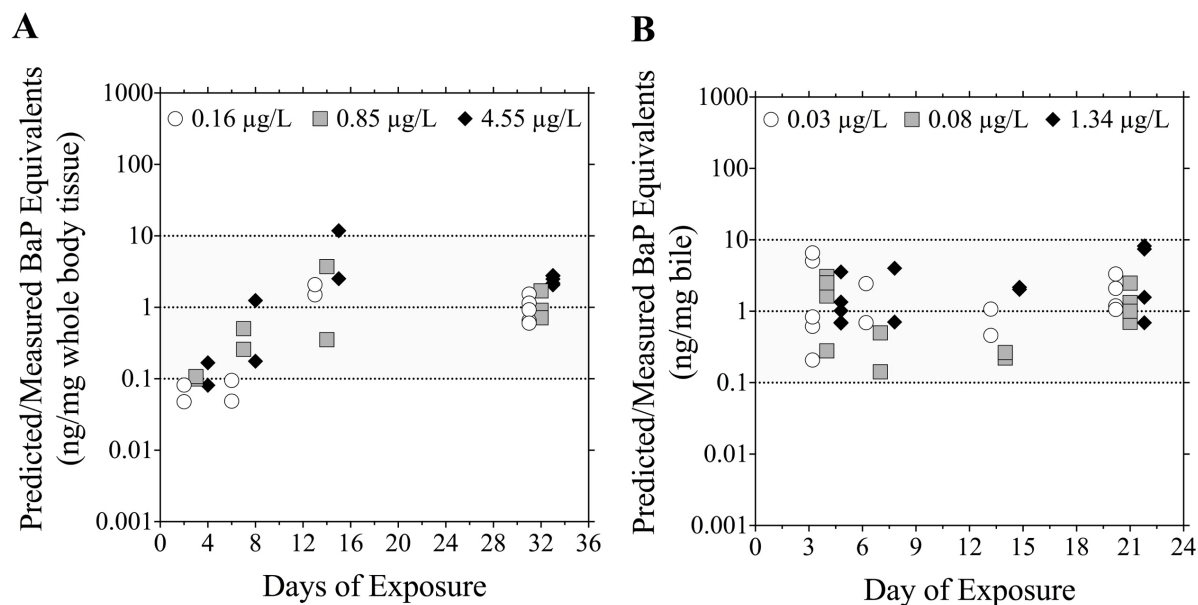 A
Predicted/Measured BaP Equivalents
(ng/mg whole body tissue)
1000
100
10
1
0.1
0.01
0.001
0.16 µg/L 0.85 µg/L 4.55 µg/L
0 4 8 12 16 20 24 28 32 36
Days of Exposure
B
Predicted/Measured BaP Equivalents
(ng/mg bile)
1000
100
10
1
0.1
0.01
0.001
0.03 µg/L 0.08 µg/L 1.34 µg/L
0 3 6 9 12 15 18 21 24
Day of Exposure